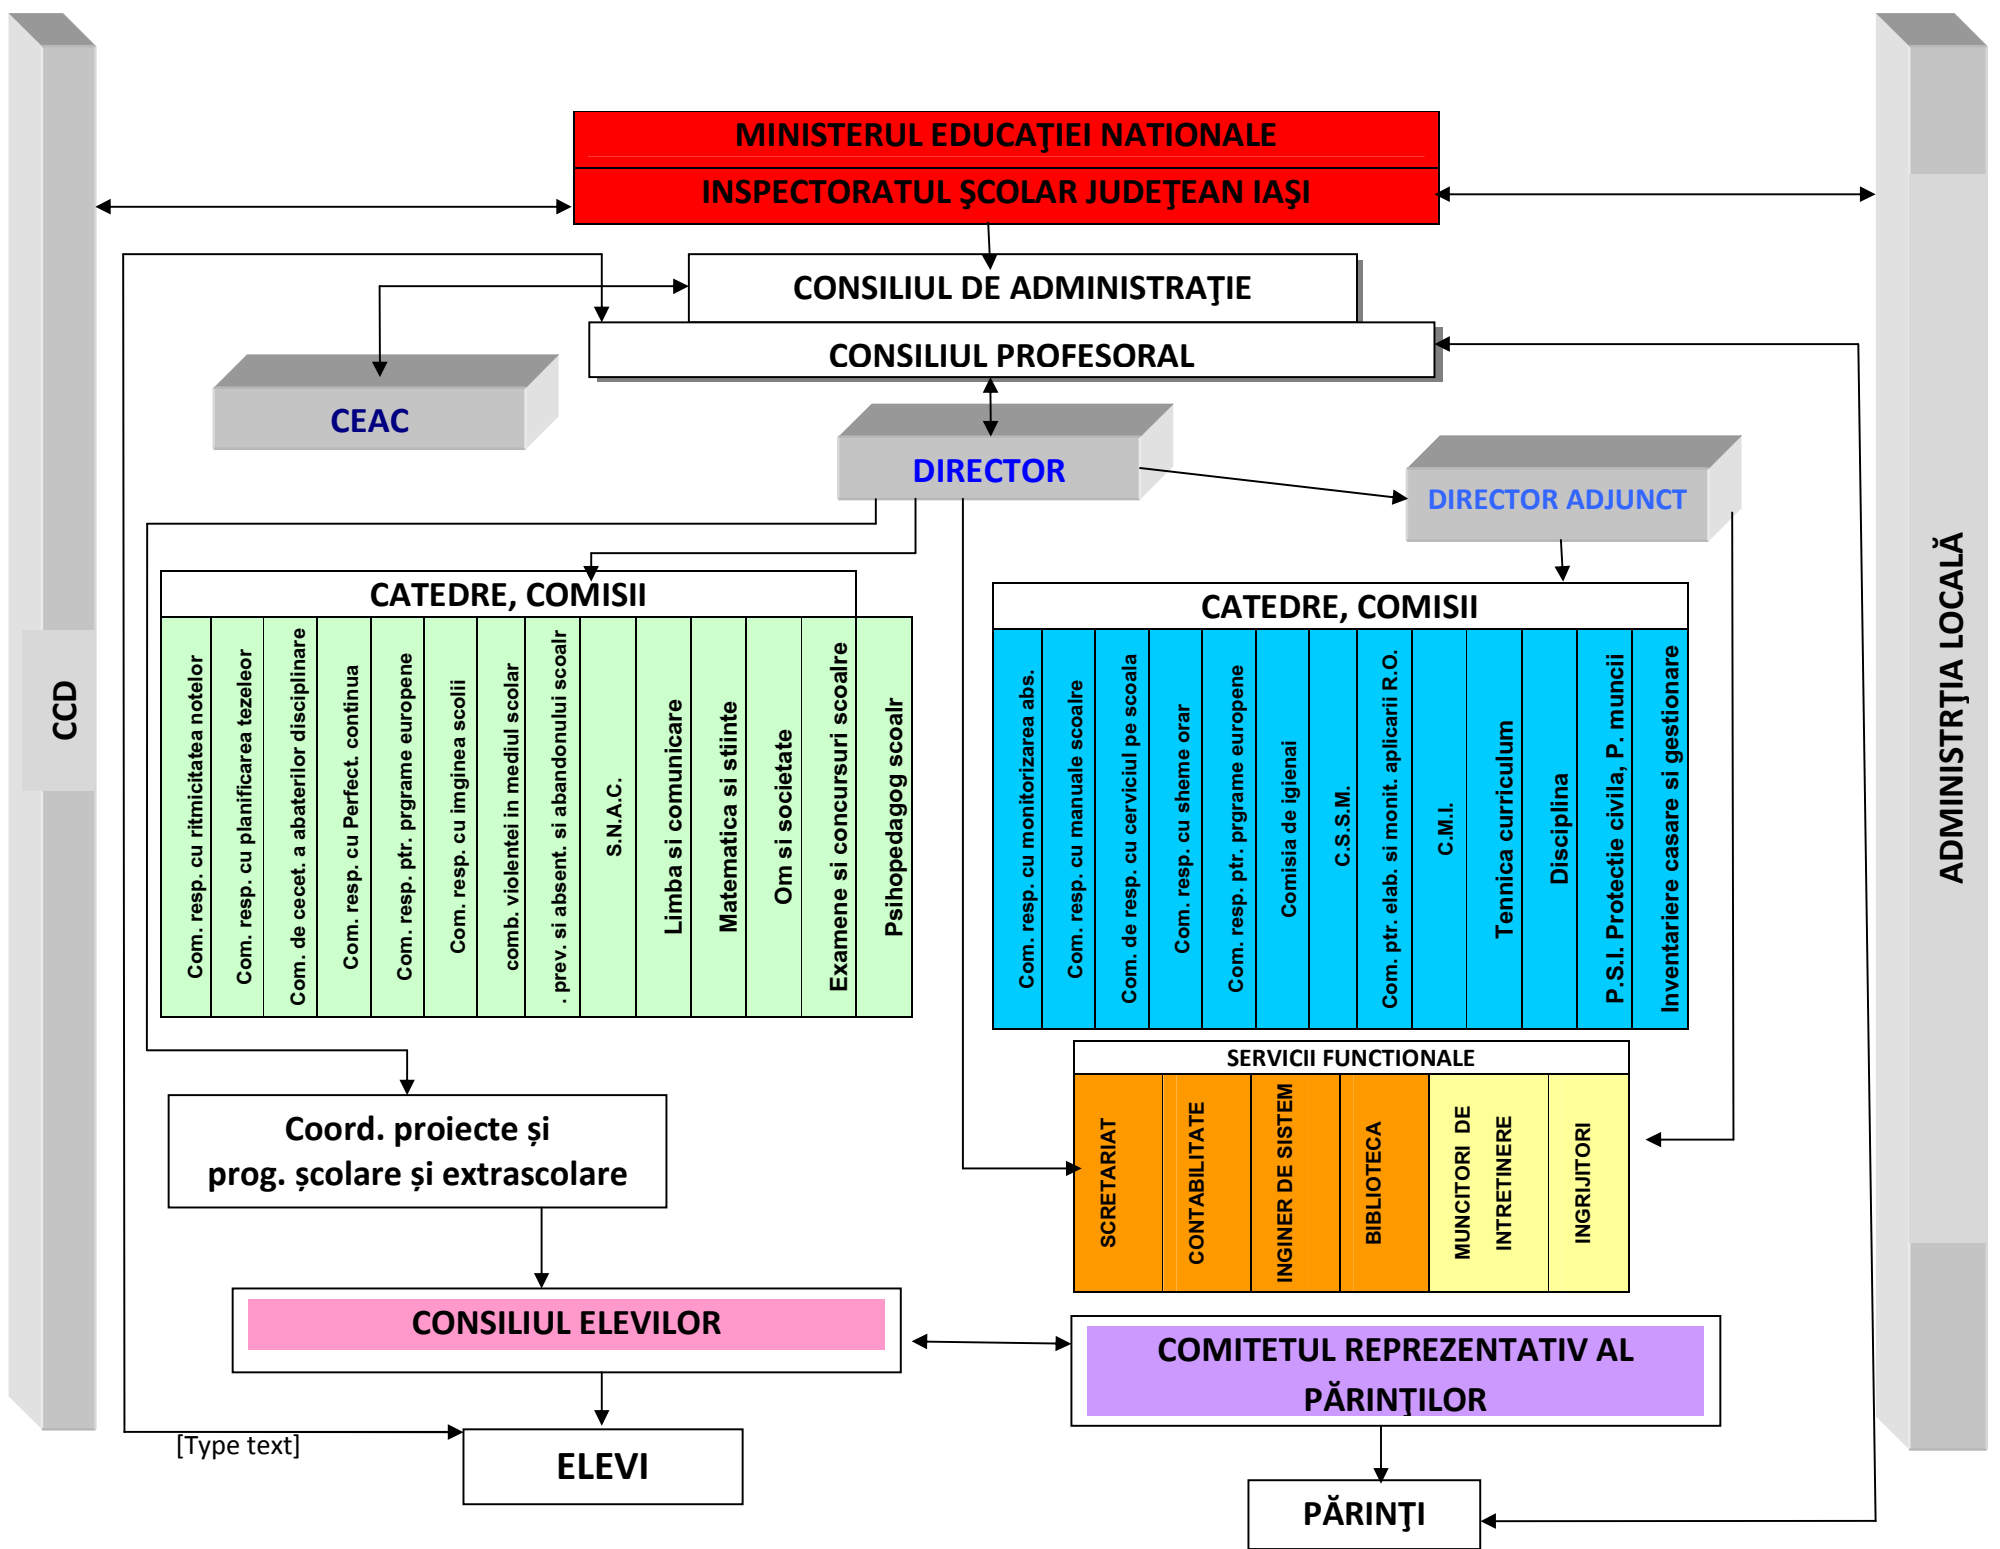 MINISTERUL EDUCAŢIEI NATIONALE
INSPECTORATUL ŞCOLAR JUDEŢEAN IAŞI
CONSILIUL DE ADMINISTRAŢIE
CONSILIUL PROFESORAL
CEAC
DIRECTOR
DIRECTOR ADJUNCT
CCD
ADMINISTRŢIA LOCALĂ
CATEDRE, COMISII
Com. resp. cu ritmicitatea notelor
Com. resp. cu planificarea tezeleor
Com. de cecet. a abaterilor disciplinare
Com. resp. cu Perfect. continua
Com. resp. ptr. prgrame europene
Com. resp. cu imginea scolii
comb. violentei in mediul scolar
. prev. si absent. si abandonului scoalr
S.N.A.C.
Limba si comunicare
Matematica si stiinte
Om si societate
Examene si concursuri scoalre
Psihopedagog scoalr
CATEDRE, COMISII
Com. resp. cu monitorizarea abs.
Com. resp. cu manuale scoalre
Com. de resp. cu cerviciul pe scoala
Com. resp. cu sheme orar
Com. resp. ptr. prgrame europene
Comisia de igienai
C.S.S.M.
Com. ptr. elab. si monit. aplicarii R.O.
C.M.I.
Tennica curriculum
Disciplina
P.S.I. Protectie civila, P. muncii
Inventariere casare si gestionare
SERVICII FUNCTIONALE
SCRETARIAT
CONTABILITATE
INGINER DE SISTEM
BIBLIOTECA
MUNCITORI DE
INTRETINERE
INGRIJITORI
Coord. proiecte și
prog. școlare și extrascolare
CONSILIUL ELEVILOR
COMITETUL REPREZENTATIV AL
PĂRINŢILOR
[Type text]
ELEVI
PĂRINŢI